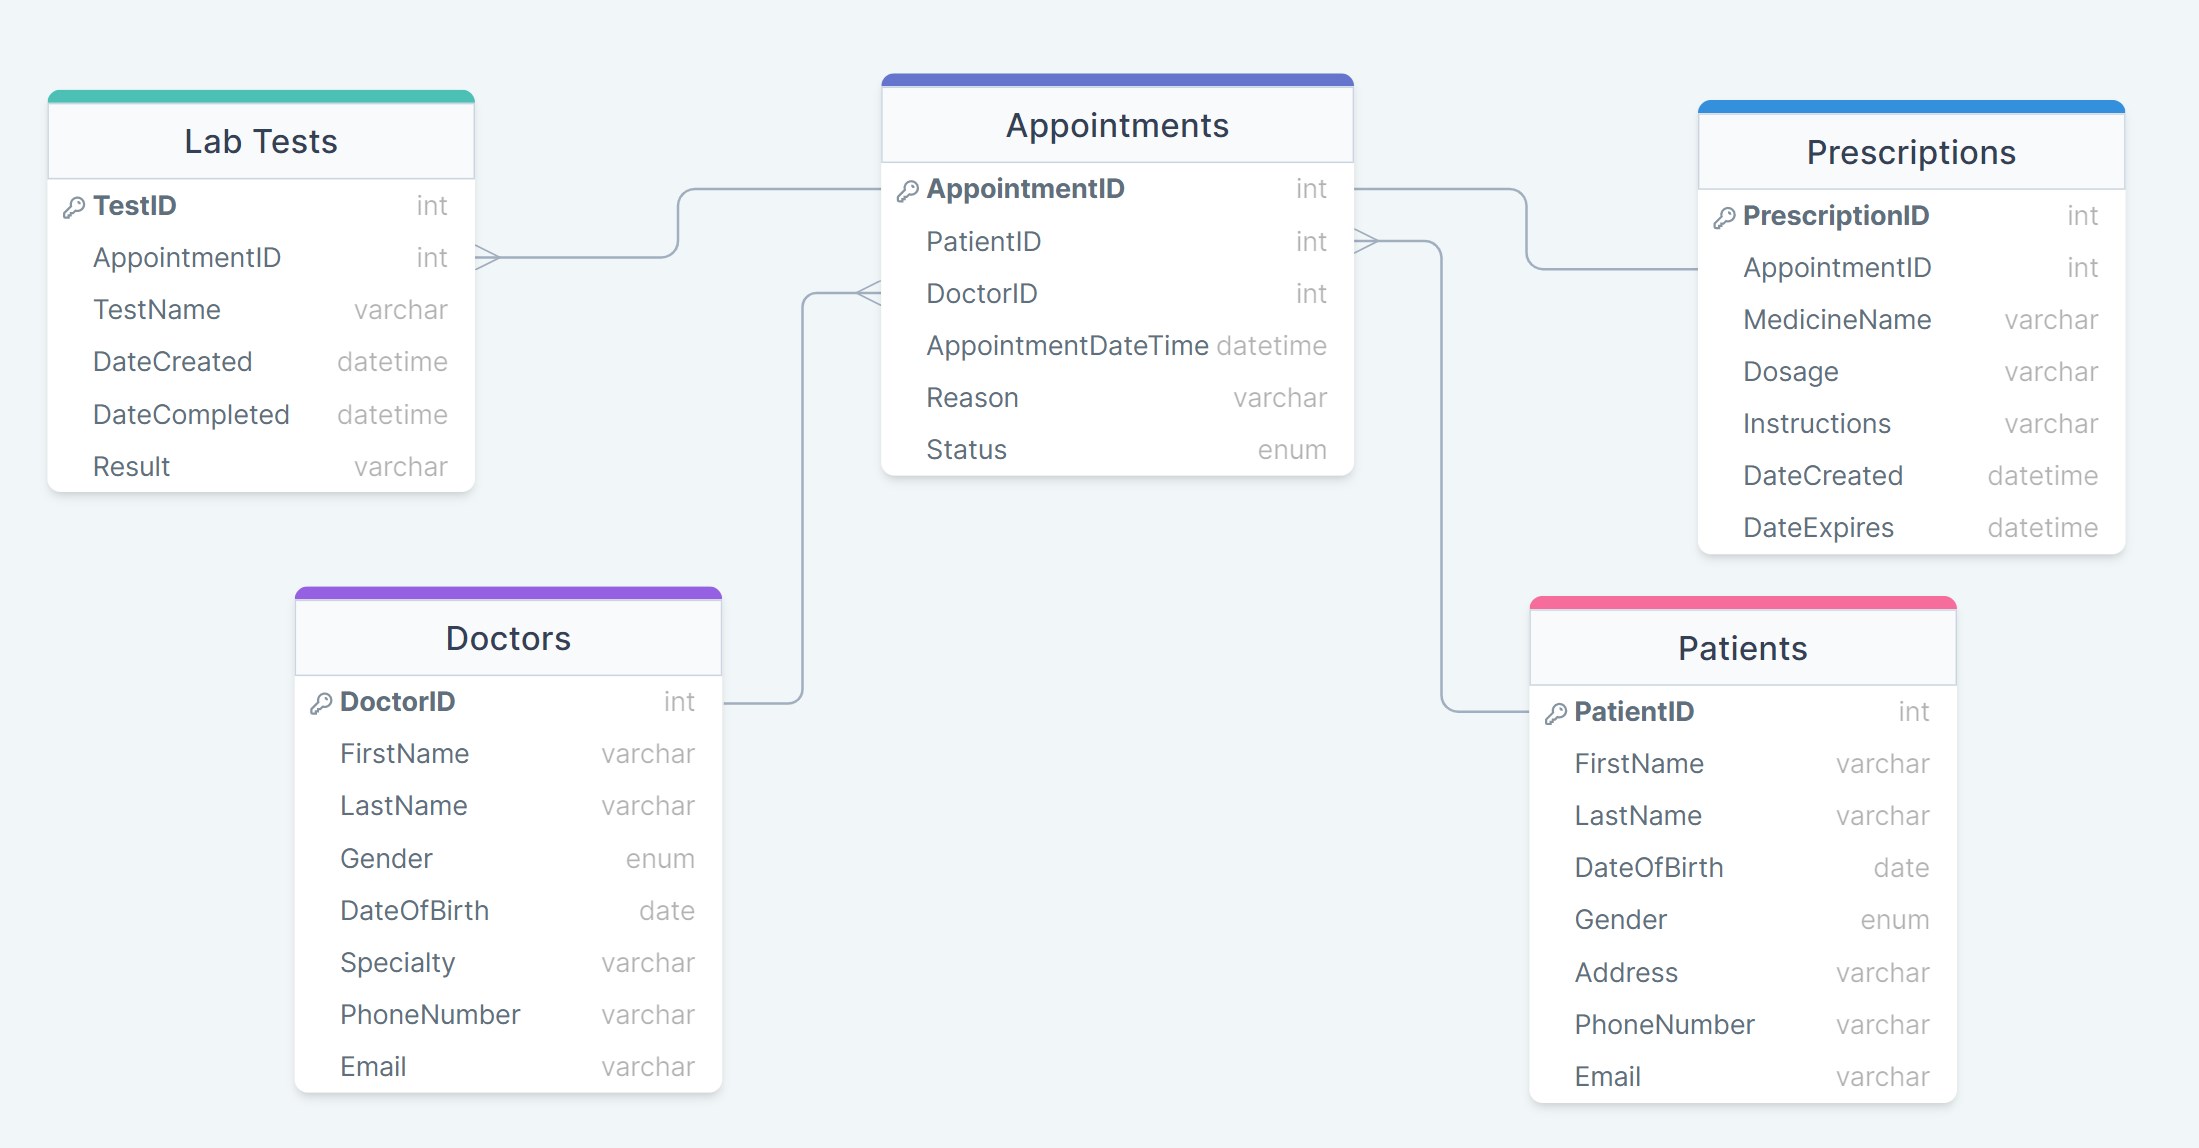 Lab Tests
TestID int
AppointmentID int
TestName varchar
DateCreated datetime
DateCompleted datetime
Result varchar
Appointments
AppointmentID int
PatientID int
DoctorID int
AppointmentDateTime datetime
Reason varchar
Status enum
Prescriptions
PrescriptionID int
AppointmentID int
MedicineName varchar
Dosage varchar
Instructions varchar
DateCreated datetime
DateExpires datetime
Doctors
DoctorID int
FirstName varchar
LastName varchar
Gender enum
DateOfBirth date
Specialty varchar
PhoneNumber varchar
Email varchar
Patients
PatientID int
FirstName varchar
LastName varchar
DateOfBirth date
Gender enum
Address varchar
PhoneNumber varchar
Email varchar